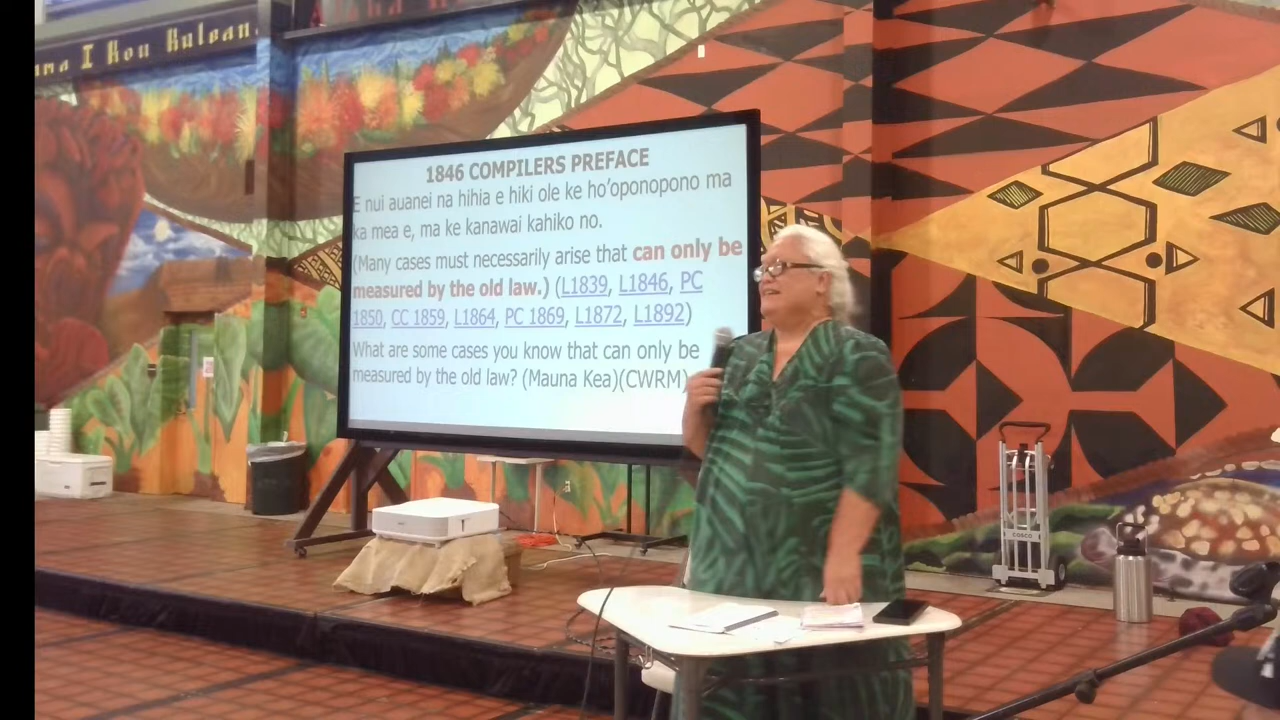 I Kou Kuleana
1846 COMPILERS PREFACE
E nui auanei na hihia e hiki ole ke ho'oponopono ma
ka mea e, ma ke kanawai kahiko no.
(Many cases must necessarily arise that can only be
measured by the old law.) (L1839, L1846, PC
1850, CC 1859, L1864, PC 1869, L1872, L1892)
What are some cases you know that can only be
measured by the old law? (Mauna Kea)(CWRM)
COSCO